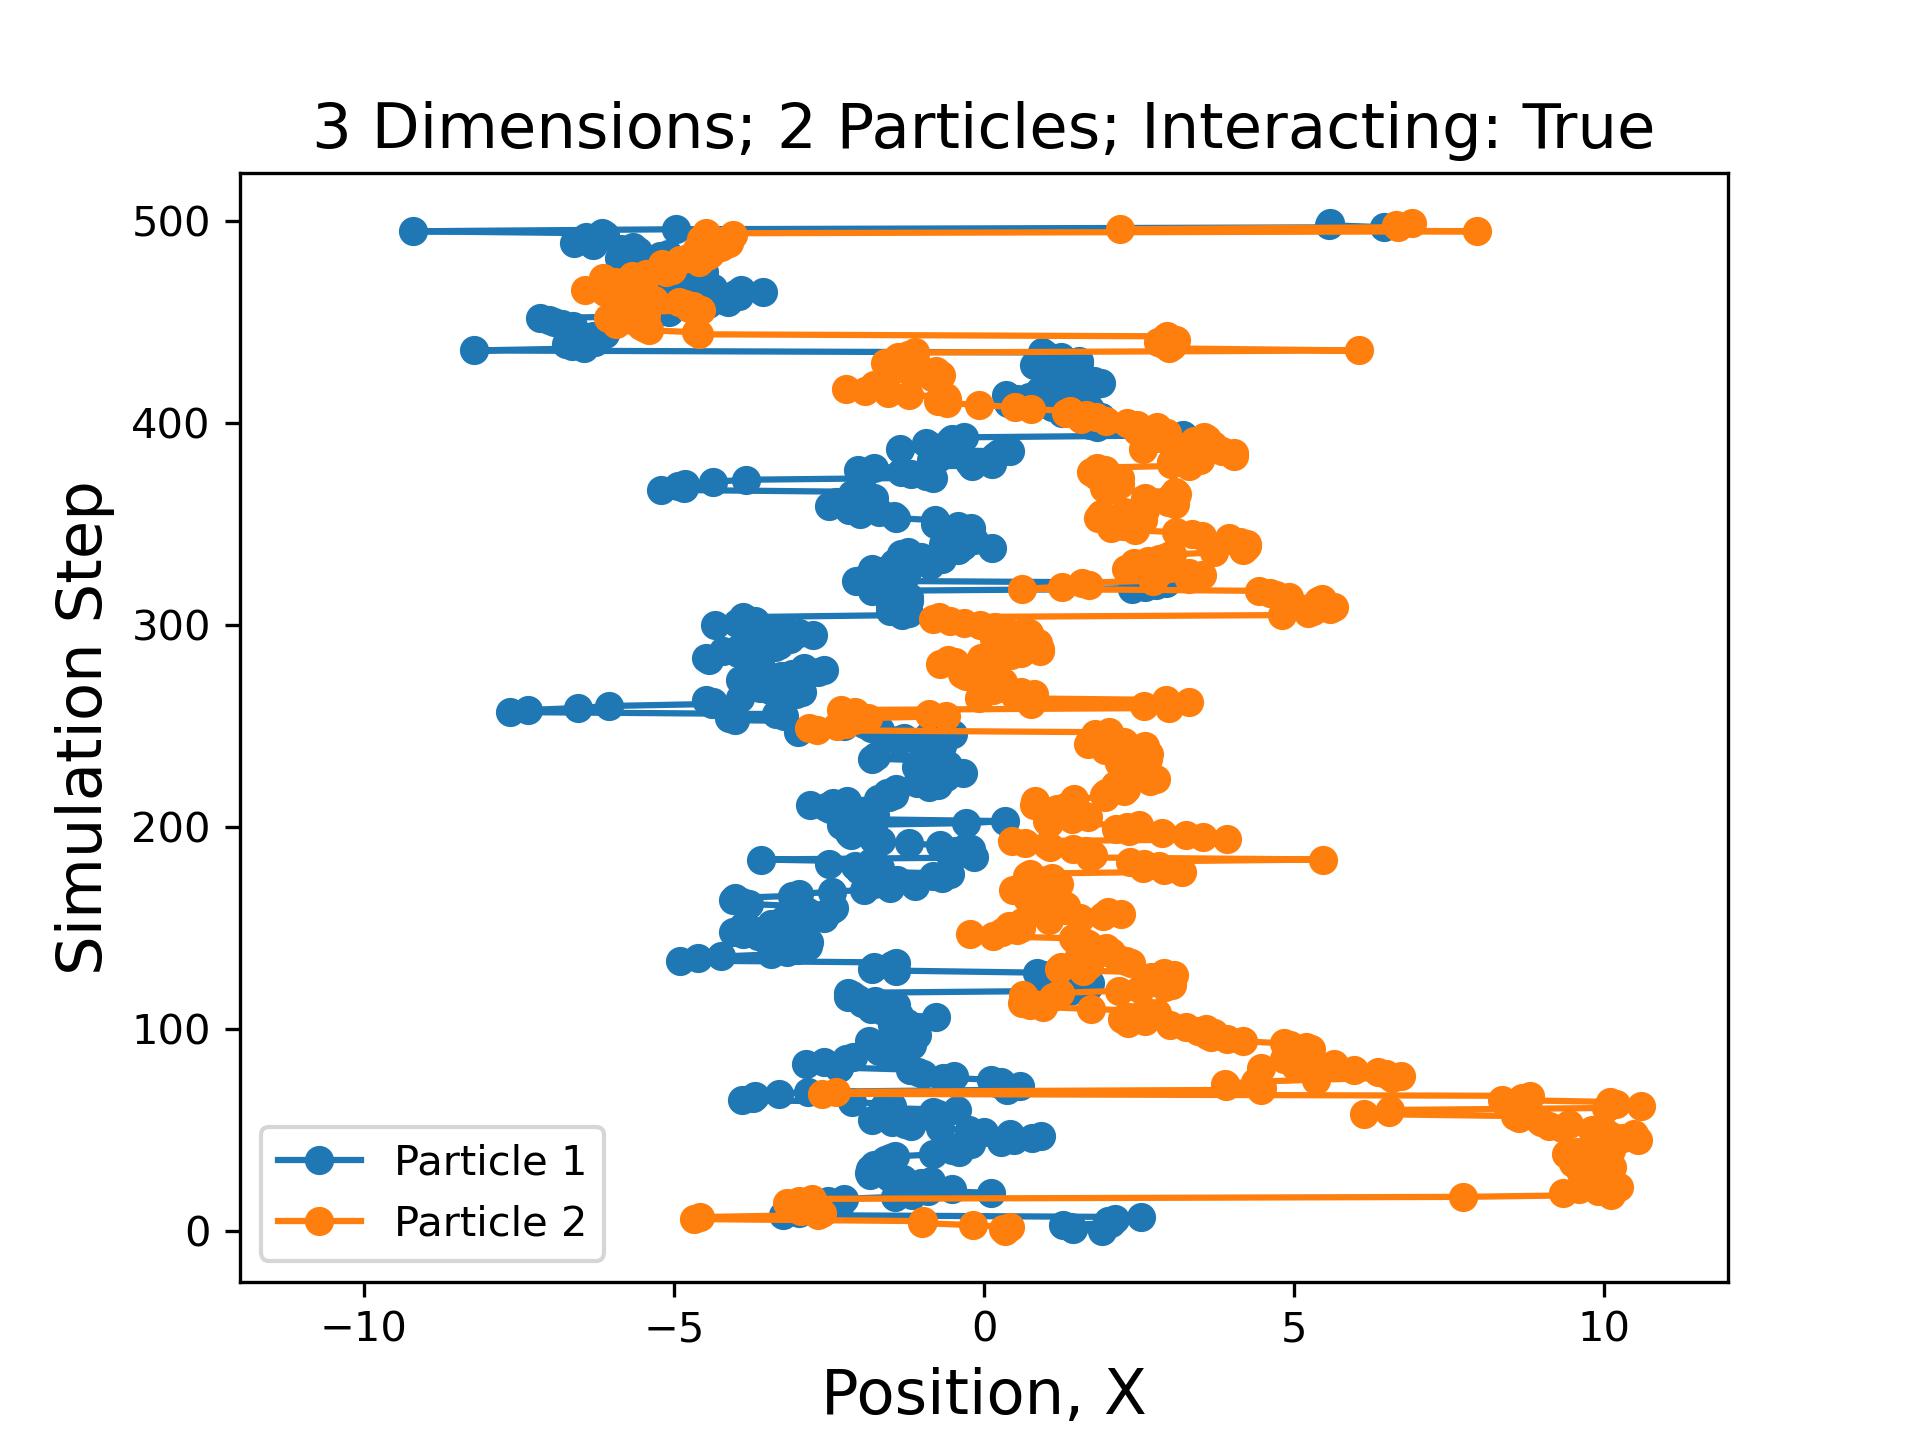 3 Dimensions; 2 Particles; Interacting: True
Simulation Step
500
400
300
200
100
0
Particle 1
Particle 2
−10
−5
0
5
10
Position, X